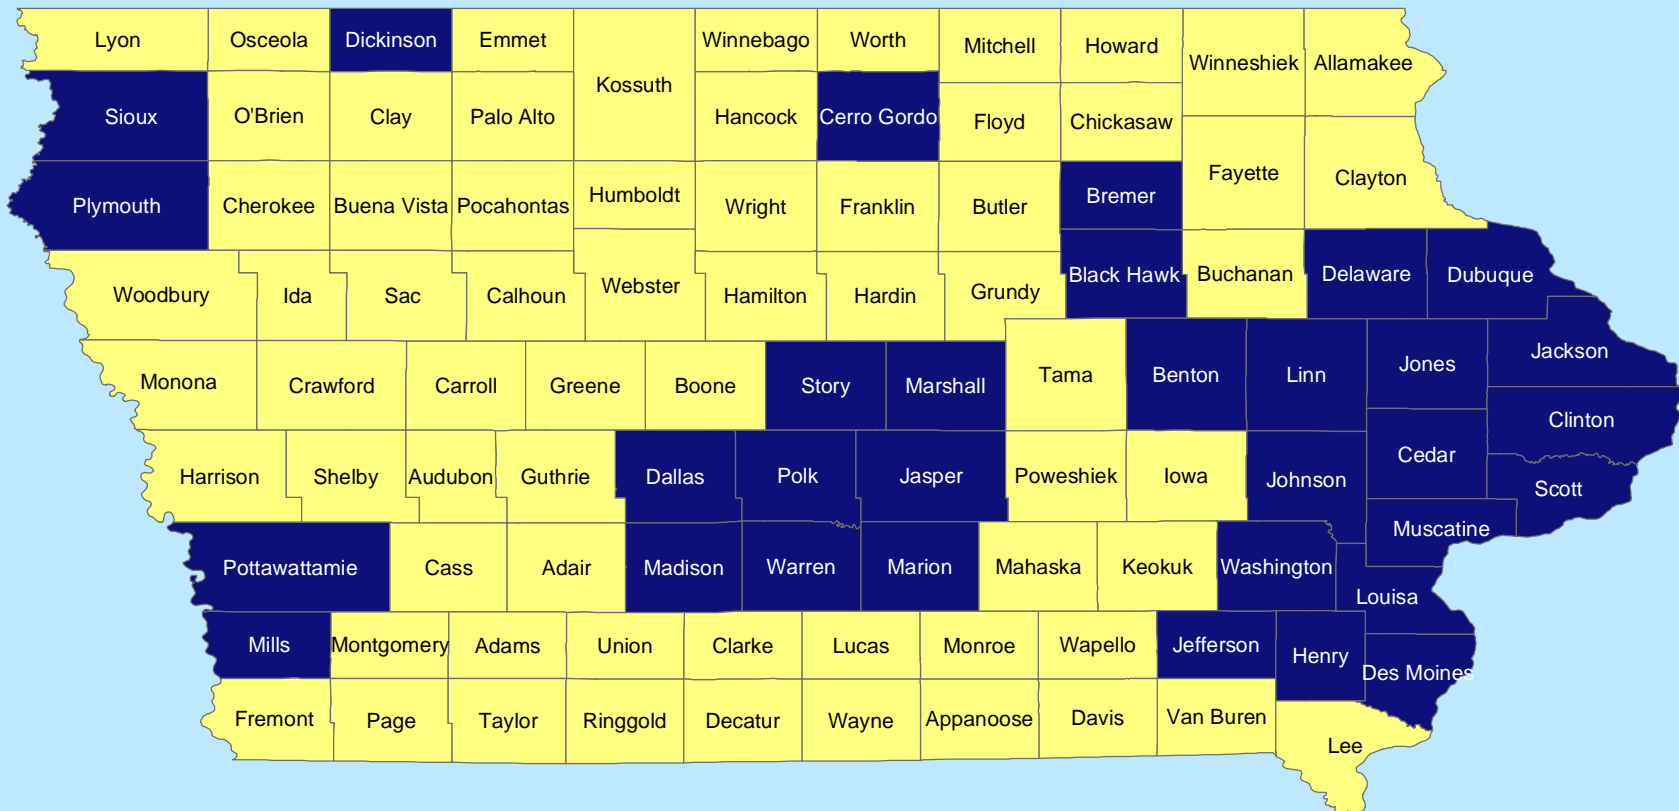 Lyon
Osceola
Dickinson
Emmet
Kossuth
Winnebago
Worth
Mitchell
Howard
Winneshiek
Allamakee
Sioux
O'Brien
Clay
Palo Alto
Hancock
Cerro Gordo
Floyd
Chickasaw
Fayette
Clayton
Plymouth
Cherokee
Buena Vista
Pocahontas
Humboldt
Wright
Franklin
Butler
Bremer
Woodbury
Ida
Sac
Calhoun
Webster
Hamilton
Hardin
Grundy
Black Hawk
Buchanan
Delaware
Dubuque
Monona
Crawford
Carroll
Greene
Boone
Story
Marshall
Tama
Benton
Linn
Jones
Jackson
Clinton
Harrison
Shelby
Audubon
Guthrie
Dallas
Polk
Jasper
Poweshiek
Iowa
Johnson
Cedar
Scott
Muscatine
Pottawattamie
Cass
Adair
Madison
Warren
Marion
Mahaska
Keokuk
Washington
Louisa
Mills
Montgomery
Adams
Union
Clarke
Lucas
Monroe
Wapello
Jefferson
Henry
Des Moines
Fremont
Page
Taylor
Ringgold
Decatur
Wayne
Appanoose
Davis
Van Buren
Lee